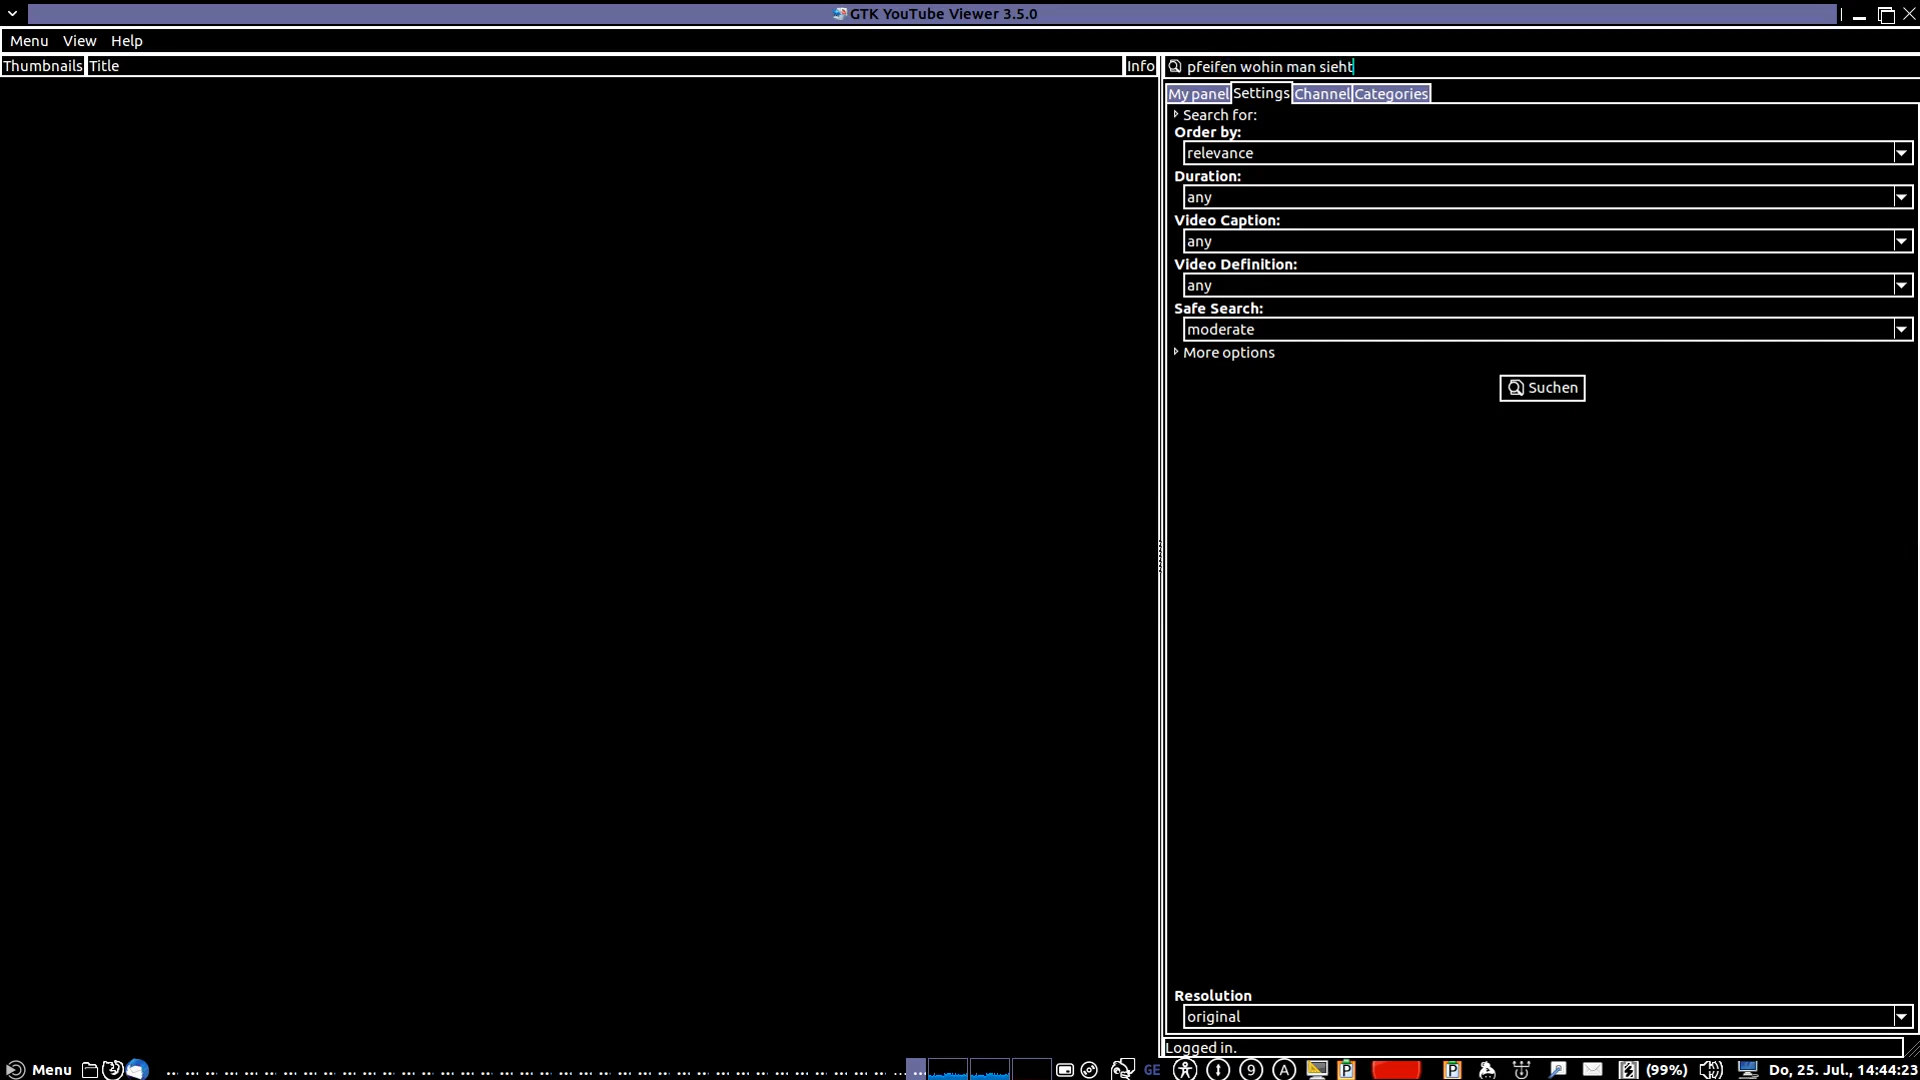 GTK YouTube Viewer 3.5.0
Menu View Help
Thumbnails Title Info
pfeifen wohin man sieht
My panel Settings Channel Categories
Search for:
Order by:
relevance
Duration:
any
Video Caption:
any
Video Definition:
any
Safe Search:
moderate
More options
Suchen
Resolution
original
Logged in.
Menu GE 9 A P P (99%) Do, 25. Jul., 14:44:23